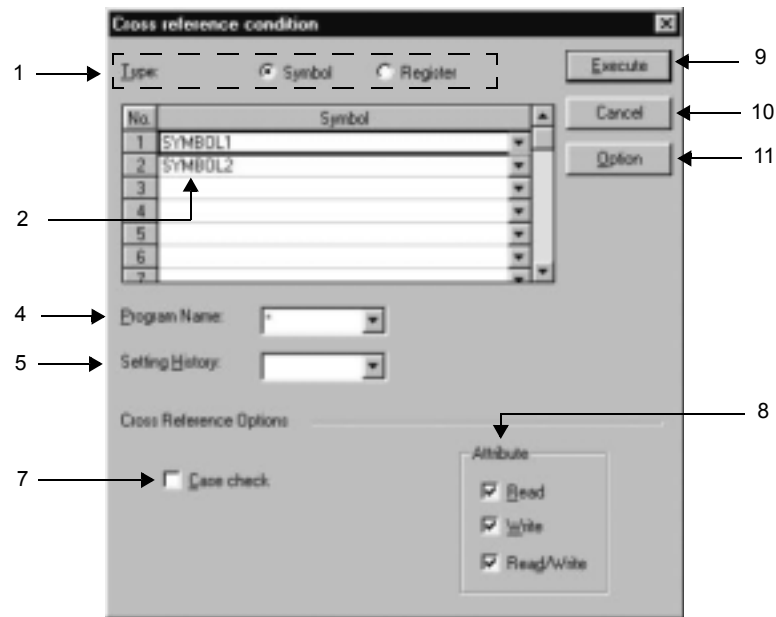 Cross reference condition
1 Type: Symbol Register Execute 9
No. Symbol Cancel 10
1 SYMBOL1
2 SYMBOL2 Option 11
3
2 4
5
6
7
4 Program Name: *
5 Setting History:
Cross Reference Options 8
Attribute
7 Case check Read
Write
Read/Write